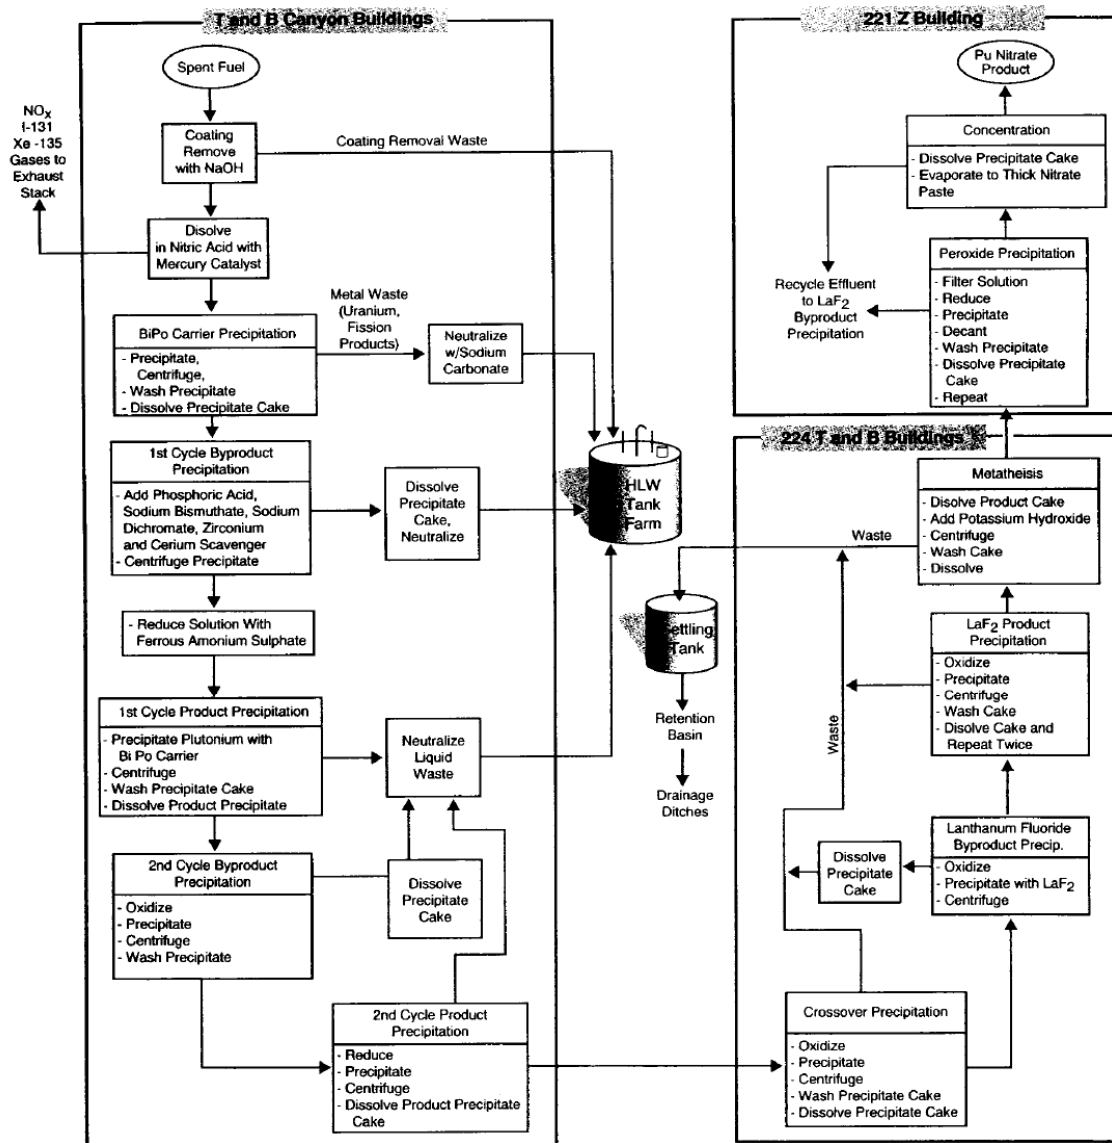 T and B Canyon Buildings
Spent Fuel
NOX
I-131
Xe -135
Gases to
Exhaust
Stack
Coating
Remove
with NaOH
Coating Removal Waste
Disolve
in Nitric Acid with
Mercury Catalyst
Metal Waste
(Uranium,
Fission
Products)
BiPo Carrier Precipitation
- Precipitate,
Centrifuge,
- Wash Precipitate
- Dissolve Precipitate Cake
Neutralize
w/Sodium
Carbonate
1st Cycle Byproduct
Precipitation
- Add Phosphoric Acid,
Sodium Bismuthate, Sodium
Dichromate, Zirconium
and Cerium Scavenger
- Centrifuge Precipitate
Dissolve
Precipitate
Cake,
Neutralize
HLW
Tank
Farm
- Reduce Solution With
Ferrous Amonium Sulphate
1st Cycle Product Precipitation
- Precipitate Plutonium with
Bi Po Carrier
- Centrifuge
- Wash Precipitate Cake
- Dissolve Product Precipitate
Neutralize
Liquid
Waste
2nd Cycle Byproduct
Precipitation
- Oxidize
- Precipitate
- Centrifuge
- Wash Precipitate
Dissolve
Precipitate
Cake
2nd Cycle Product
Precipitation
- Reduce
- Precipitate
- Centrifuge
- Dissolve Product Precipitate
Cake
Settling
Tank
Retention
Basin
Drainage
Ditches
221 Z Building
Pu Nitrate
Product
Concentration
- Dissolve Precipitate Cake
- Evaporate to Thick Nitrate
Paste
Peroxide Precipitation
- Filter Solution
- Reduce
- Precipitate
- Decant
- Wash Precipitate
- Dissolve Precipitate
Cake
- Repeat
Recycle Effluent
to LaF2
Byproduct
Precipitation
224 T and B Buildings
Metatheisis
- Disolve Product Cake
- Add Potassium Hydroxide
- Centrifuge
- Wash Cake
- Dissolve
Waste
LaF2 Product
Precipitation
- Oxidize
- Precipitate
- Centrifuge
- Wash Cake
- Disolve Cake and
Repeat Twice
Waste
Lanthanum Fluoride
Byproduct Precip.
- Oxidize
- Precipitate with LaF2
- Centrifuge
Dissolve
Precipitate
Cake
Crossover Precipitation
- Oxidize
- Precipitate
- Centrifuge
- Wash Precipitate Cake
- Dissolve Precipitate Cake